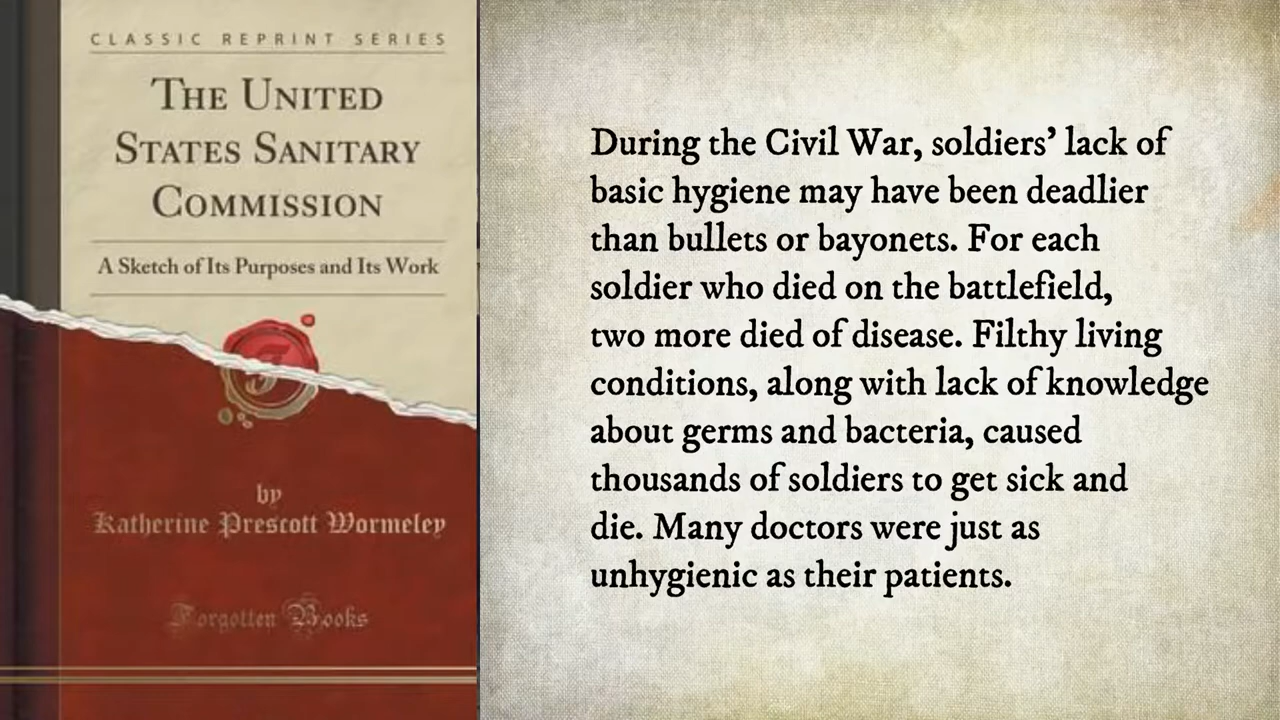 CLASSIC REPRINT SERIES
THE UNITED
STATES SANITARY
COMMISSION
A Sketch of Its Purposes and Its Work
F
by
Katherine Prescott Wormeley
Forgotten Books
During the Civil War, soldiers’ lack of
basic hygiene may have been deadlier
than bullets or bayonets. For each
soldier who died on the battlefield,
two more died of disease. Filthy living
conditions, along with lack of knowledge
about germs and bacteria, caused
thousands of soldiers to get sick and
die. Many doctors were just as
unhygienic as their patients.